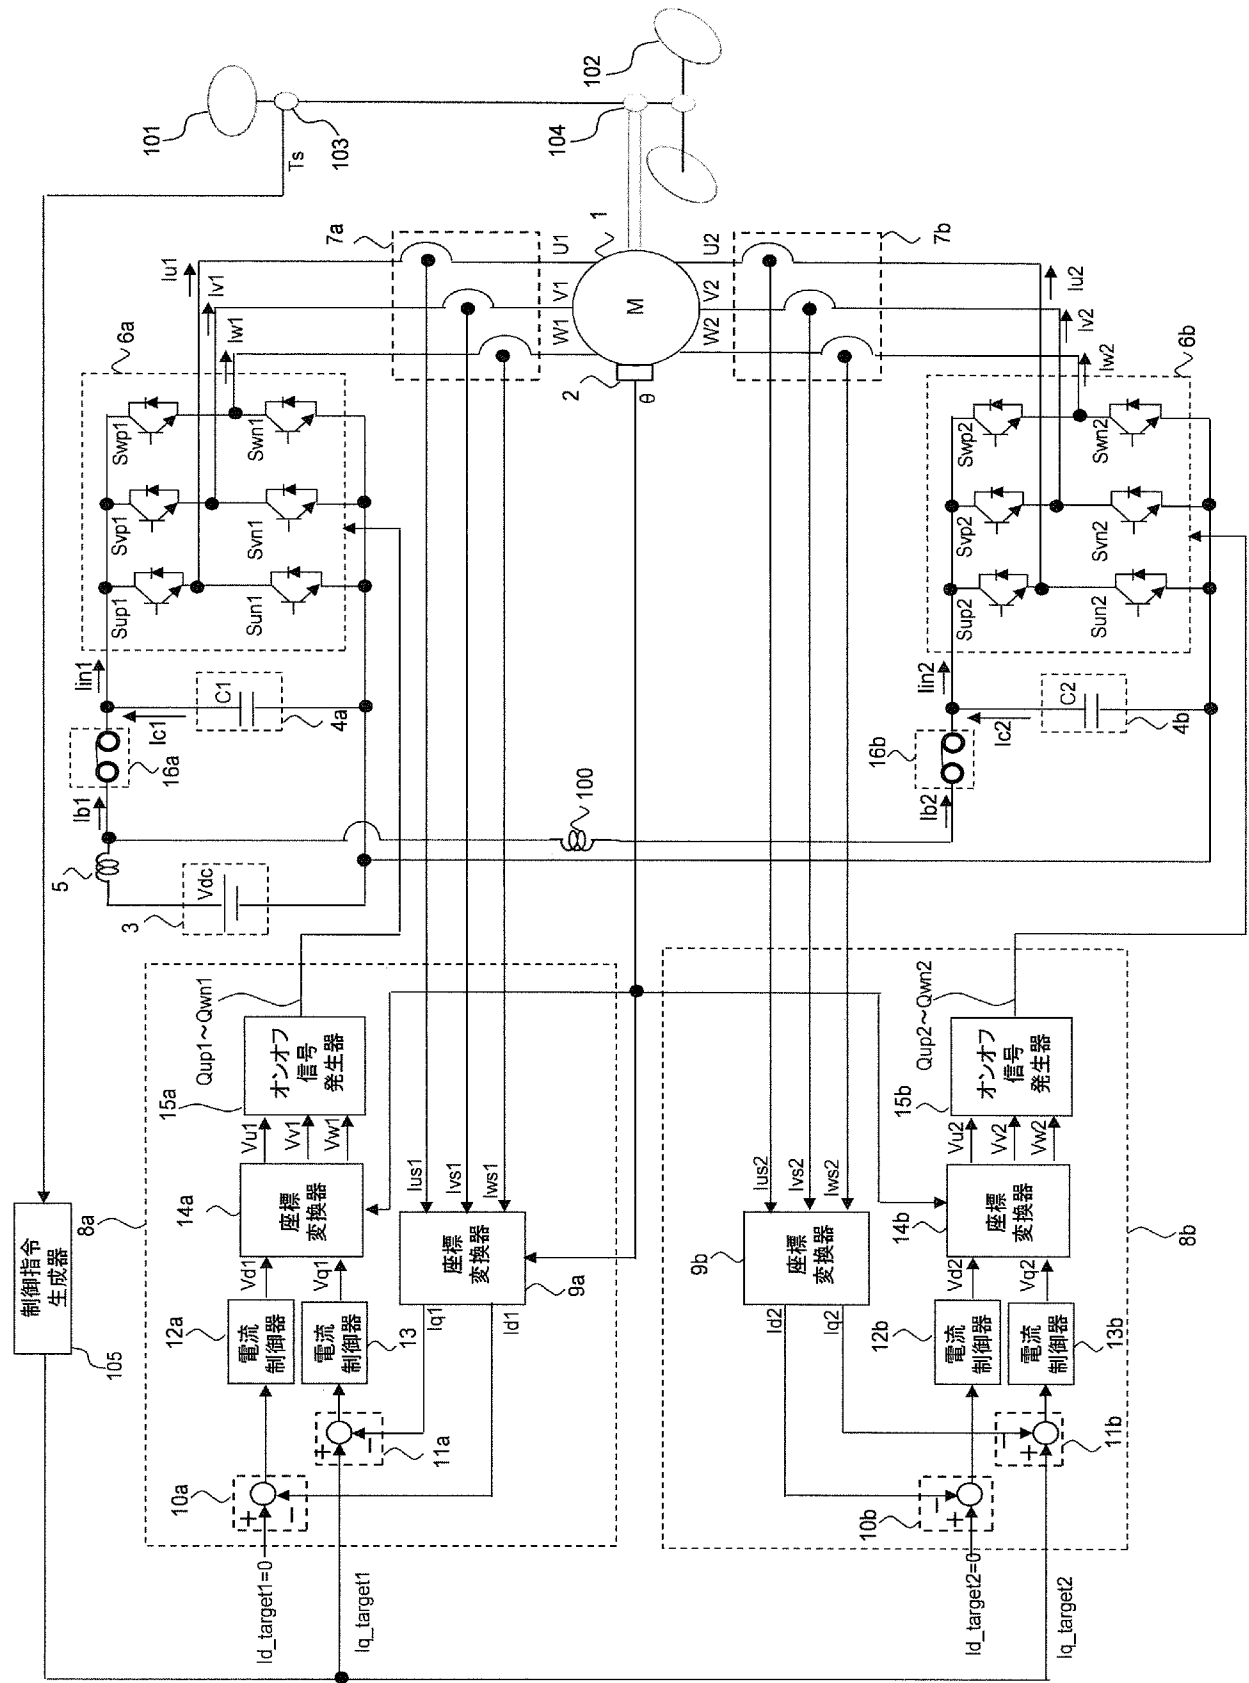 102
101
103
104
Ts
7a
U1
V1
W1
1
M
2
θ
U2
V2
W2
7b
Iu1
Iv1
Iw1
6a
Swp1
Swn1
Svp1
Svn1
Sup1
Sun1
Iu2
Iv2
Iw2
6b
Swp2
Swn2
Svp2
Svn2
Sup2
Sun2
Iin1
C1
4a
Ic1
16a
Ib1
5
Vdc
3
100
Iin2
C2
4b
Ic2
16b
Ib2
Qup1～Qwn1
オンオフ
信号
発生器
15a
Vu1
Vv1
Vw1
14a
座標
変換器
Vd1
Vq1
12a
電流
制御器
電流
制御器
13
Ius1
Ivs1
Iws1
座標
変換器
9a
Iq1
Id1
8a
制御指令
生成器
105
10a
+
−
11a
+
−
Id_target1=0
Iq_target1
Qup2～Qwn2
オンオフ
信号
発生器
15b
Vu2
Vv2
Vw2
14b
座標
変換器
Vd2
Vq2
12b
電流
制御器
電流
制御器
13b
Ius2
Ivs2
Iws2
座標
変換器
9b
Id2
Iq2
8b
10b
−
+
11b
−
+
Id_target2=0
Iq_target2